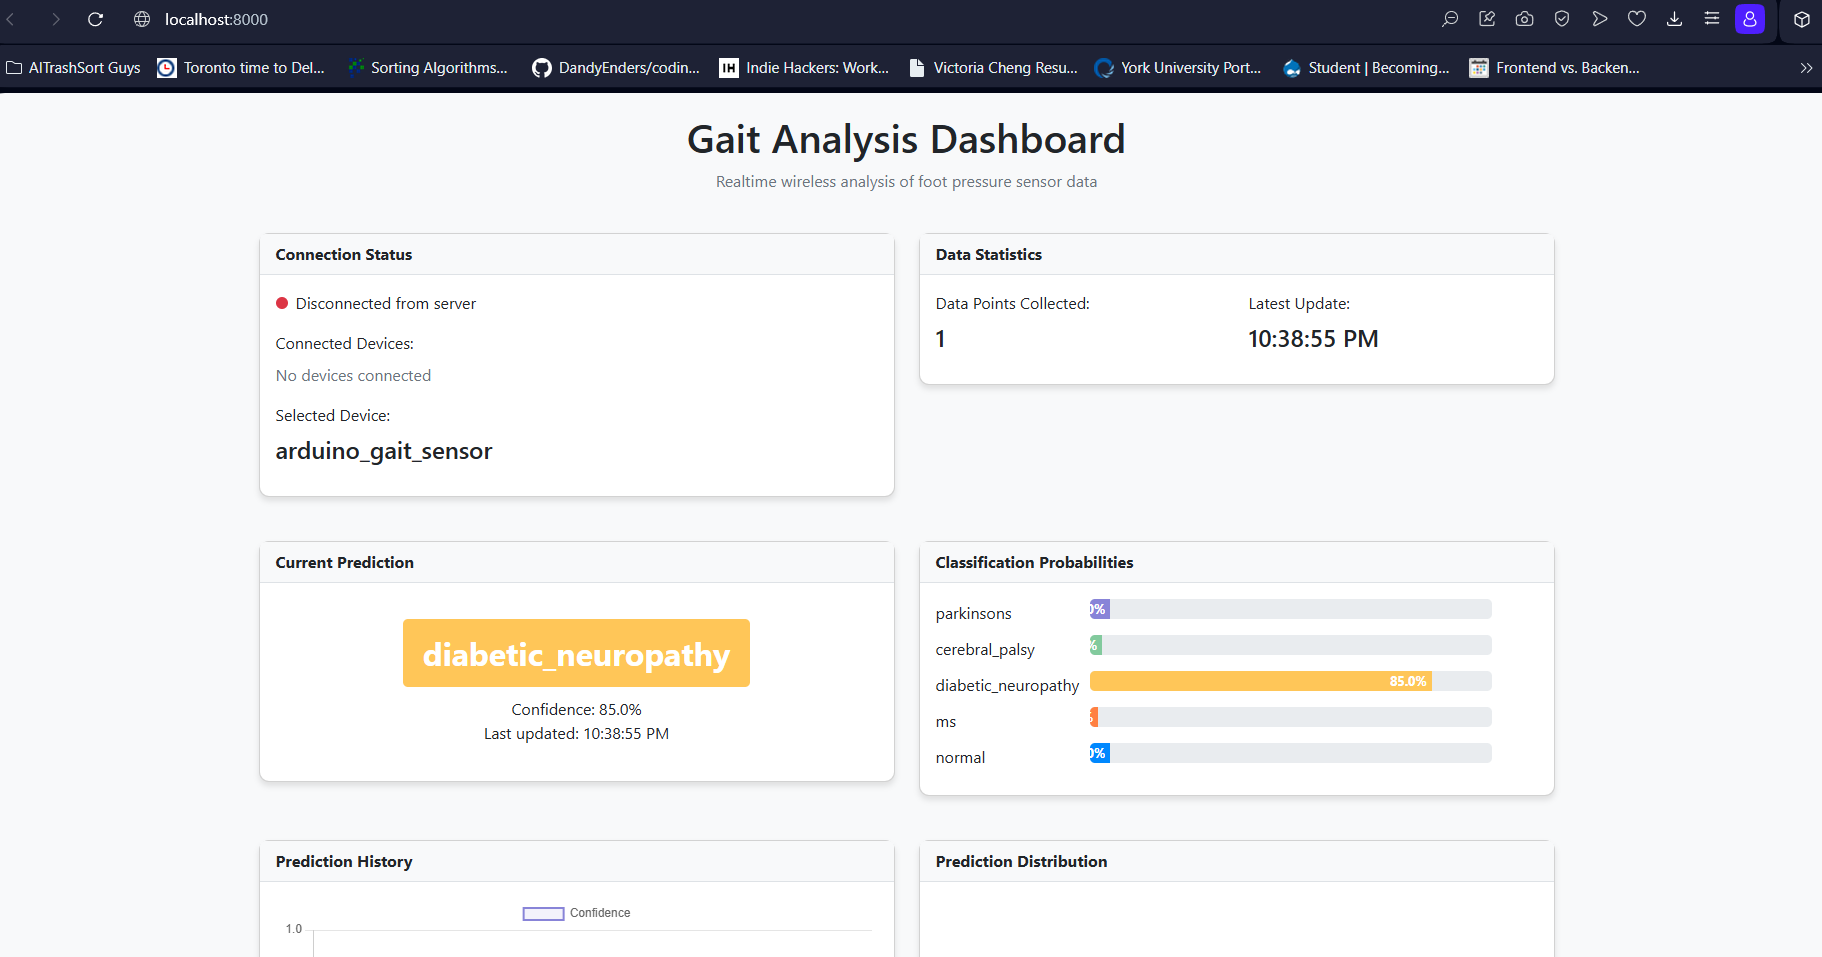 localhost:8000
AITrashSort Guys
Toronto time to Del...
Sorting Algorithms...
DandyEnders/codin...
IH
Indie Hackers: Work...
Victoria Cheng Resu...
York University Port...
Student | Becoming...
Frontend vs. Backen...
Gait Analysis Dashboard
Realtime wireless analysis of foot pressure sensor data
Connection Status
Disconnected from server
Connected Devices:
No devices connected
Selected Device:
arduino_gait_sensor
Data Statistics
Data Points Collected:
1
Latest Update:
10:38:55 PM
Current Prediction
diabetic_neuropathy
Confidence: 85.0%
Last updated: 10:38:55 PM
Classification Probabilities
parkinsons
0%
cerebral_palsy
%
diabetic_neuropathy
85.0%
ms
normal
0%
Prediction History
Confidence
1.0
Prediction Distribution